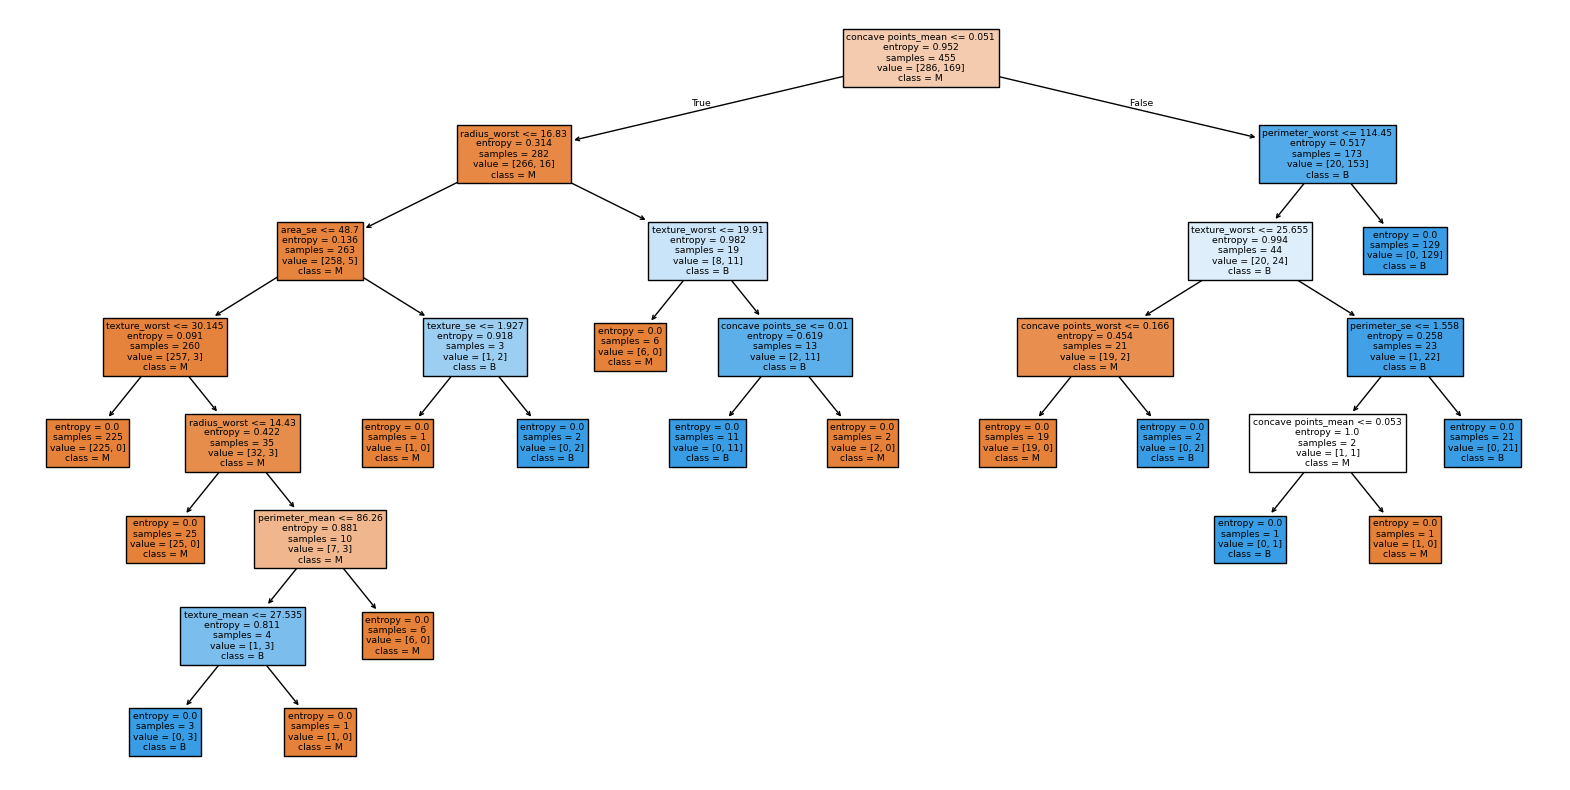 concave points_mean <= 0.051
entropy = 0.952
samples = 455
value = [286, 169]
class = M
True
False
radius_worst <= 16.83
entropy = 0.314
samples = 282
value = [266, 16]
class = M
perimeter_worst <= 114.45
entropy = 0.517
samples = 173
value = [20, 153]
class = B
area_se <= 48.7
entropy = 0.136
samples = 263
value = [258, 5]
class = M
texture_worst <= 19.91
entropy = 0.982
samples = 19
value = [8, 11]
class = B
texture_worst <= 25.655
entropy = 0.994
samples = 44
value = [20, 24]
class = B
entropy = 0.0
samples = 129
value = [0, 129]
class = B
texture_worst <= 30.145
entropy = 0.091
samples = 260
value = [257, 3]
class = M
texture_se <= 1.927
entropy = 0.918
samples = 3
value = [1, 2]
class = B
entropy = 0.0
samples = 6
value = [6, 0]
class = M
concave points_se <= 0.01
entropy = 0.619
samples = 13
value = [2, 11]
class = B
concave points_worst <= 0.166
entropy = 0.454
samples = 21
value = [19, 2]
class = M
perimeter_se <= 1.558
entropy = 0.258
samples = 23
value = [1, 22]
class = B
entropy = 0.0
samples = 225
value = [225, 0]
class = M
radius_worst <= 14.43
entropy = 0.422
samples = 35
value = [32, 3]
class = M
entropy = 0.0
samples = 1
value = [1, 0]
class = M
entropy = 0.0
samples = 2
value = [0, 2]
class = B
entropy = 0.0
samples = 11
value = [0, 11]
class = B
entropy = 0.0
samples = 2
value = [2, 0]
class = M
entropy = 0.0
samples = 19
value = [19, 0]
class = M
entropy = 0.0
samples = 2
value = [0, 2]
class = B
concave points_mean <= 0.053
entropy = 1.0
samples = 2
value = [1, 1]
class = M
entropy = 0.0
samples = 21
value = [0, 21]
class = B
entropy = 0.0
samples = 25
value = [25, 0]
class = M
perimeter_mean <= 86.26
entropy = 0.881
samples = 10
value = [7, 3]
class = M
entropy = 0.0
samples = 1
value = [0, 1]
class = B
entropy = 0.0
samples = 1
value = [1, 0]
class = M
texture_mean <= 27.535
entropy = 0.811
samples = 4
value = [1, 3]
class = B
entropy = 0.0
samples = 6
value = [6, 0]
class = M
entropy = 0.0
samples = 3
value = [0, 3]
class = B
entropy = 0.0
samples = 1
value = [1, 0]
class = M